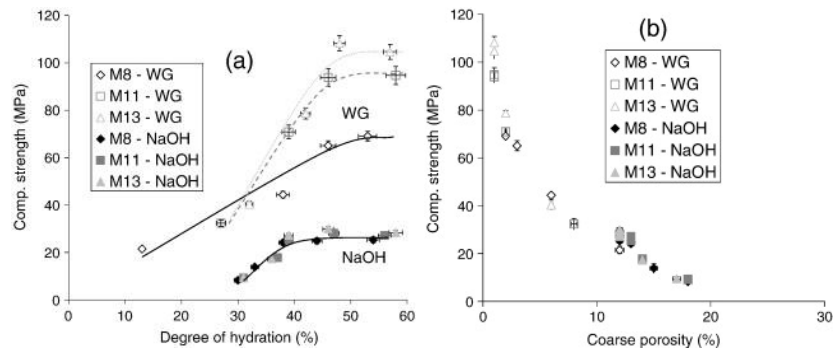 120
100
80
60
40
20
0
Comp. strength (MPa)
(a)
M8 - WG
M11 - WG
M13 - WG
M8 - NaOH
M11 - NaOH
M13 - NaOH
WG
NaOH
0 10 20 30 40 50 60
Degree of hydration (%)
120
100
80
60
40
20
0
Comp. strength (MPa)
(b)
M8 - WG
M11 - WG
M13 - WG
M8 - NaOH
M11 - NaOH
M13 - NaOH
0 10 20 30
Coarse porosity (%)